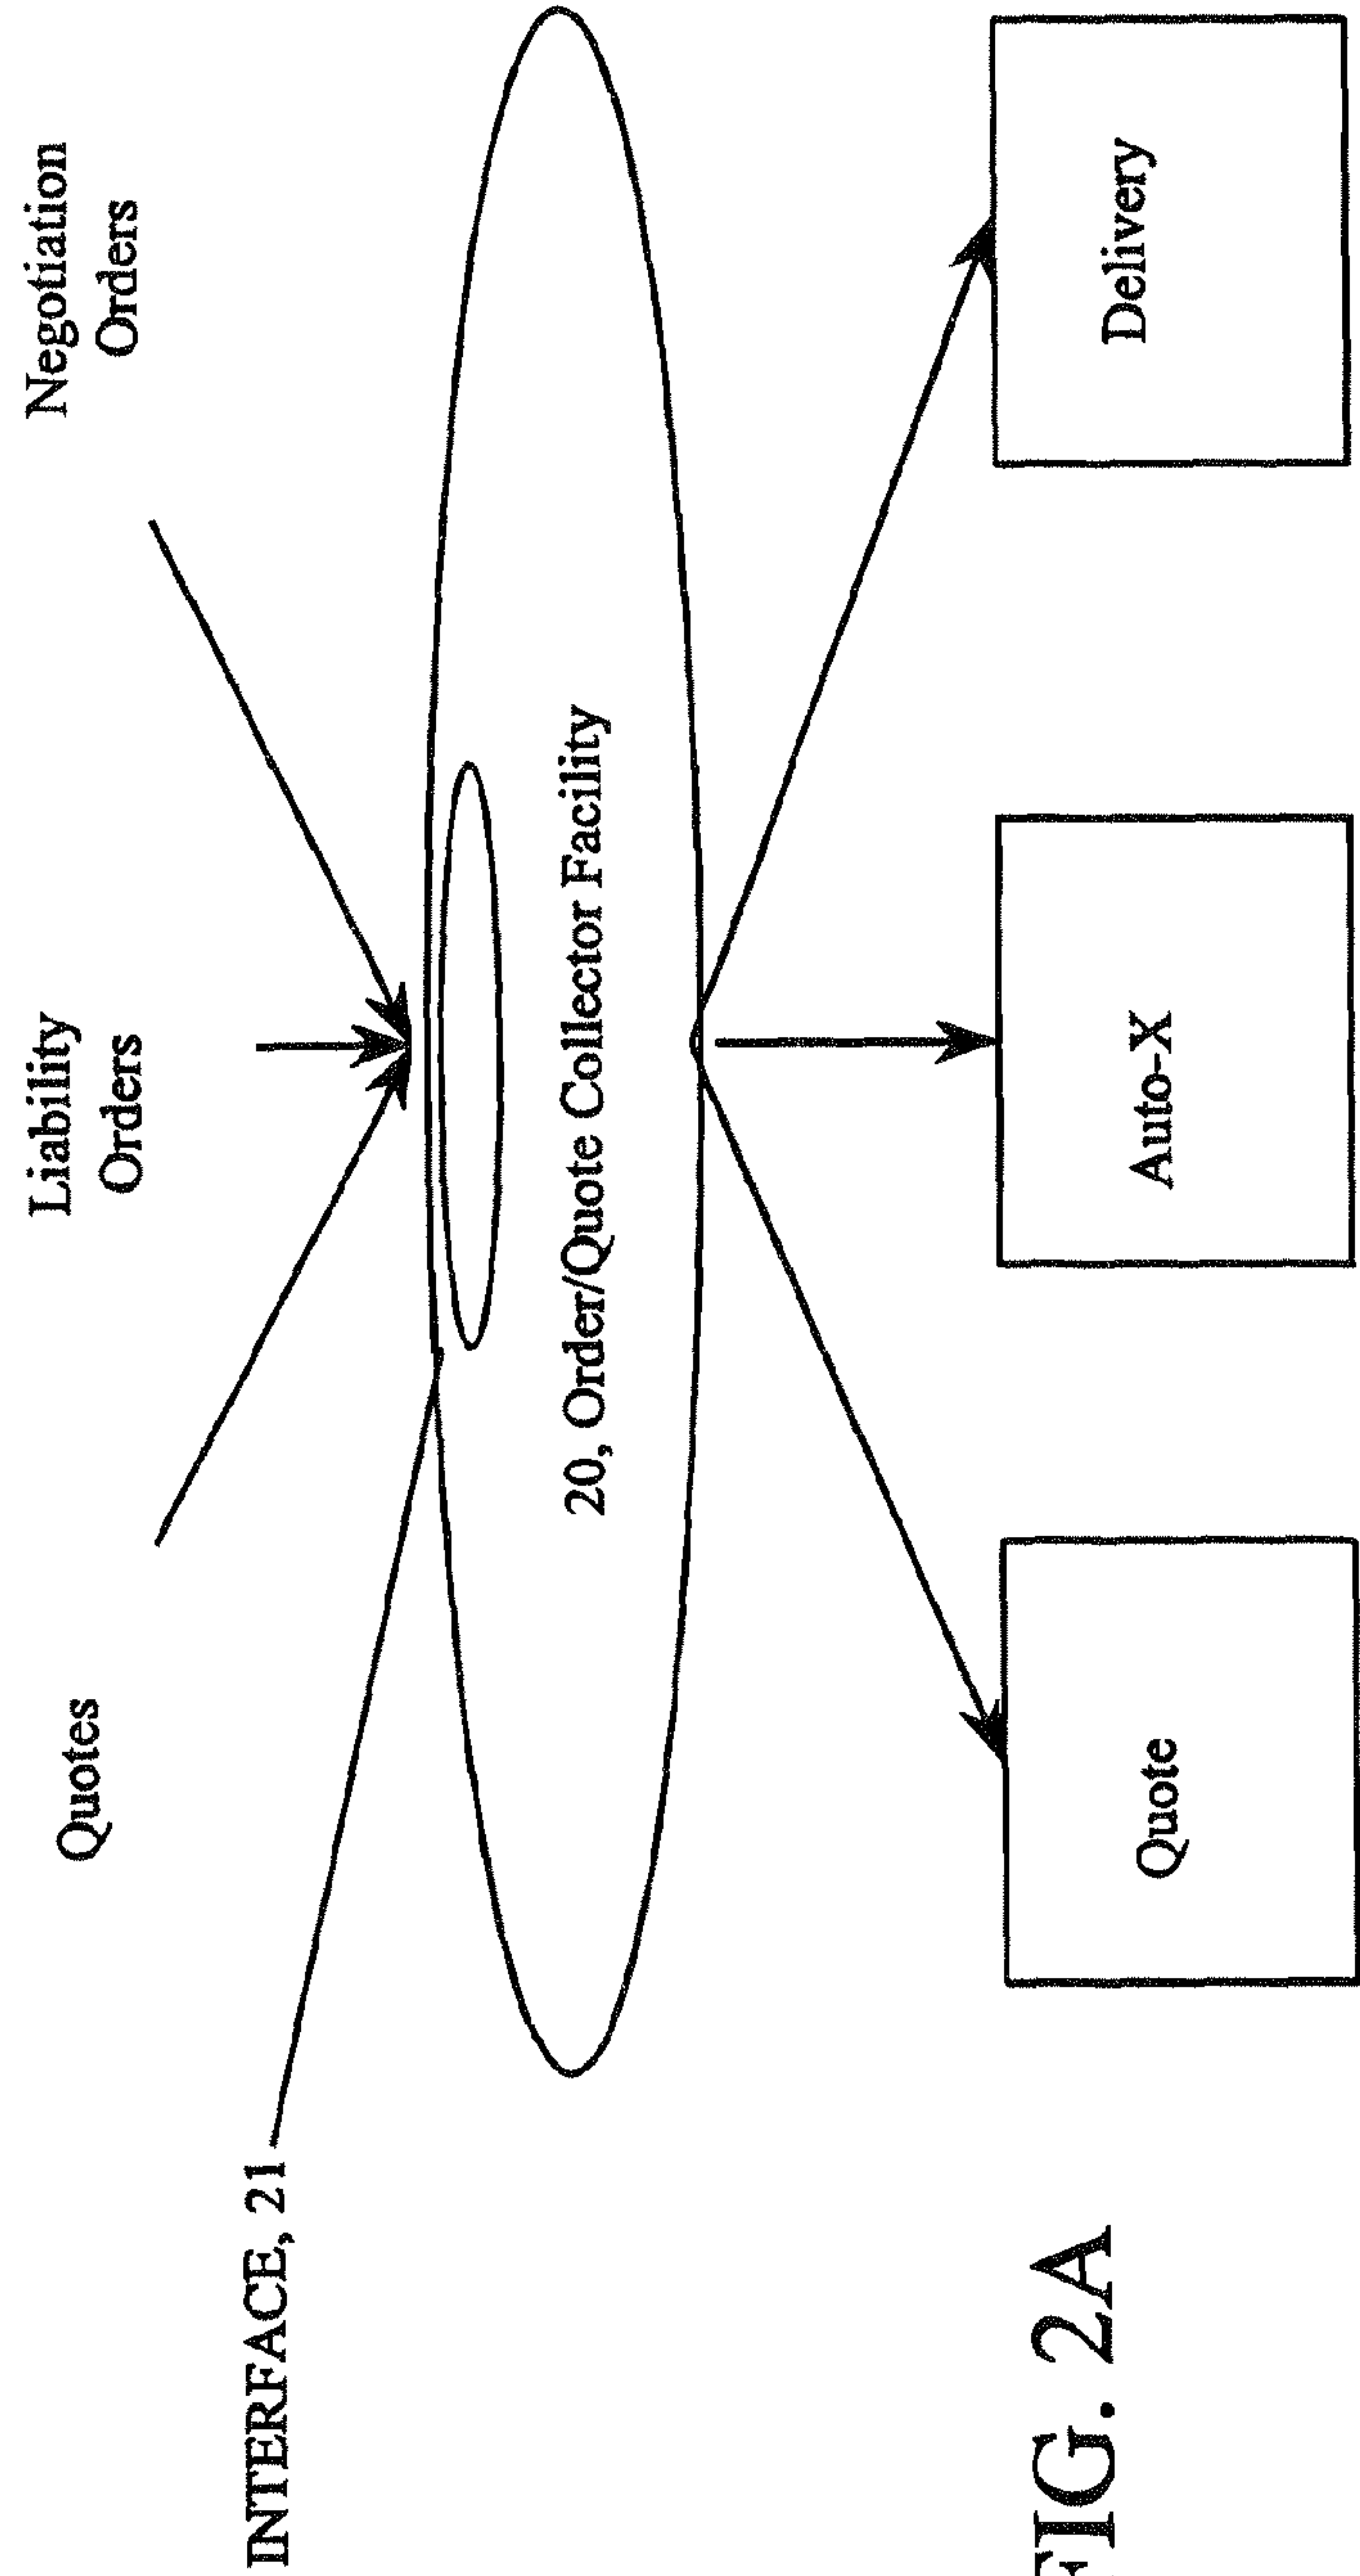 Quotes
Liability
Orders
Negotiation
Orders
INTERFACE, 21
20, Order/Quote Collector Facility
Quote
Auto-X
Delivery
FIG. 2A